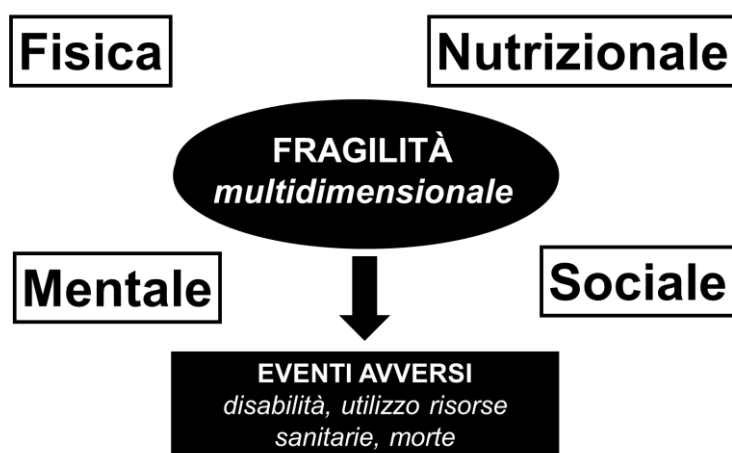 Fisica
Nutrizionale
FRAGILITÀ
multidimensionale
Mentale
Sociale
EVENTI AVVERSI
disabilità, utilizzo risorse
sanitarie, morte